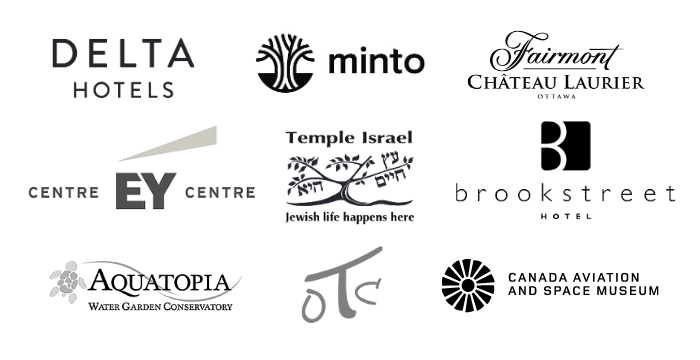 DELTA
HOTELS
minto
Fairmont
CHÂTEAU LAURIER
OTTAWA
CENTRE EY CENTRE
Temple Israel
עץ
חיים
היא
Jewish life happens here
B
brookstreet
HOTEL
AQUATOPIA
WATER GARDEN CONSERVATORY
OTC
CANADA AVIATION
AND SPACE MUSEUM